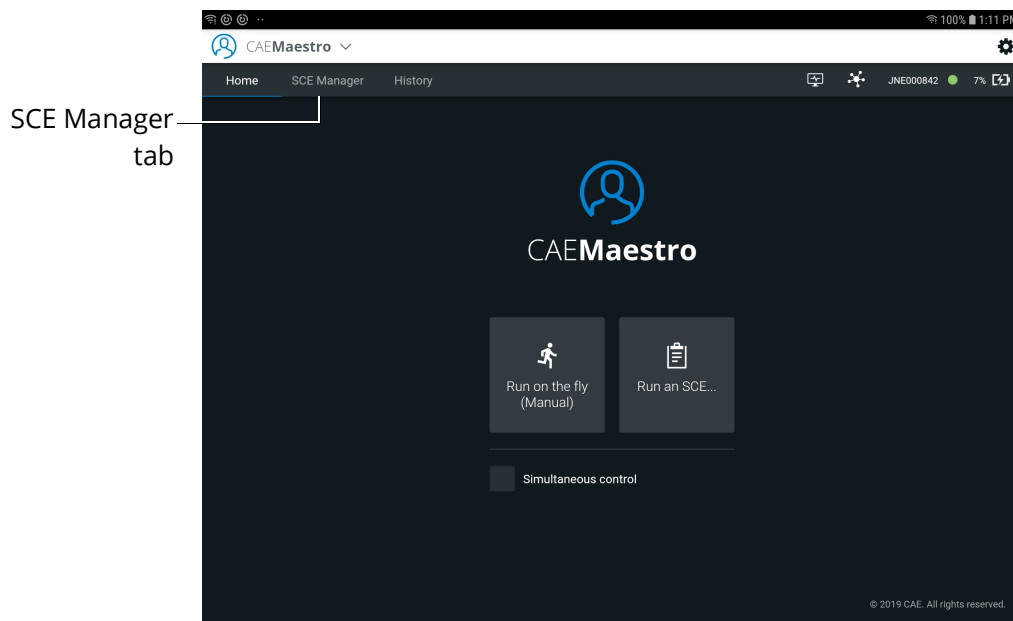 100% 1:11 PM
CAEMaestro
Home SCE Manager History JNE000842 7%
SCE Manager
tab
CAEMaestro
Run on the fly
(Manual)
Run an SCE...
Simultaneous control
© 2019 CAE. All rights reserved.